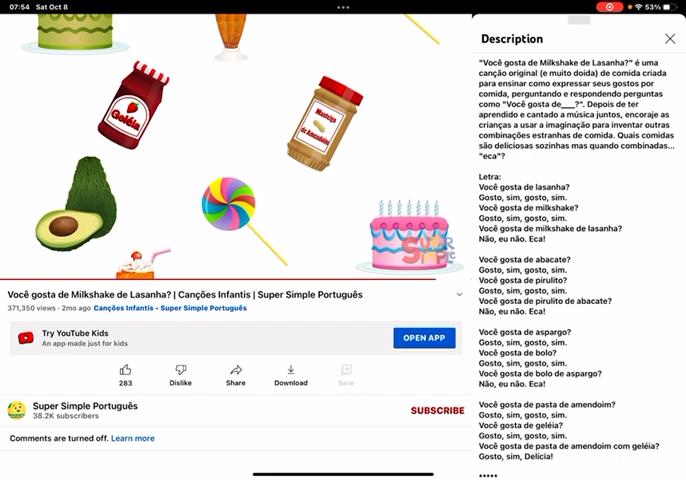 07:54 Sat Oct 8
53%
Geléia
Manteiga
de Amendoim
SUPER
SIMPLE
Você gosta de Milkshake de Lasanha? | Canções Infantis | Super Simple Português
371,350 views · 2mo ago Canções Infantis - Super Simple Português
Try YouTube Kids
An app made just for kids
OPEN APP
283
Dislike
Share
Download
Save
Super Simple Português
38.2K subscribers
SUBSCRIBE
Comments are turned off. Learn more
Description
"Você gosta de Milkshake de Lasanha?" é uma
canção original (e muito doida) de comida criada
para ensinar como expressar seus gostos por
comida, perguntando e respondendo perguntas
como "Você gosta de___?". Depois de ter
aprendido e cantado a música juntos, encoraje as
crianças a usar a imaginação para inventar outras
combinações estranhas de comida. Quais comidas
são deliciosas sozinhas mas quando combinadas...
"eca"?
Letra:
Você gosta de lasanha?
Gosto, sim, gosto, sim.
Você gosta de milkshake?
Gosto, sim, gosto, sim.
Você gosta de milkshake de lasanha?
Não, eu não. Eca!
Você gosta de abacate?
Gosto, sim, gosto, sim.
Você gosta de pirulito?
Gosto, sim, gosto, sim.
Você gosta de pirulito de abacate?
Não, eu não. Eca!
Você gosta de aspargo?
Gosto, sim, gosto, sim.
Você gosta de bolo?
Gosto, sim, gosto, sim.
Você gosta de bolo de aspargo?
Não, eu não. Eca!
Você gosta de pasta de amendoim?
Gosto, sim, gosto, sim.
Você gosta de geléia?
Gosto, sim, gosto, sim.
Você gosta de pasta de amendoim com geléia?
Gosto, sim, Delícia!
*****